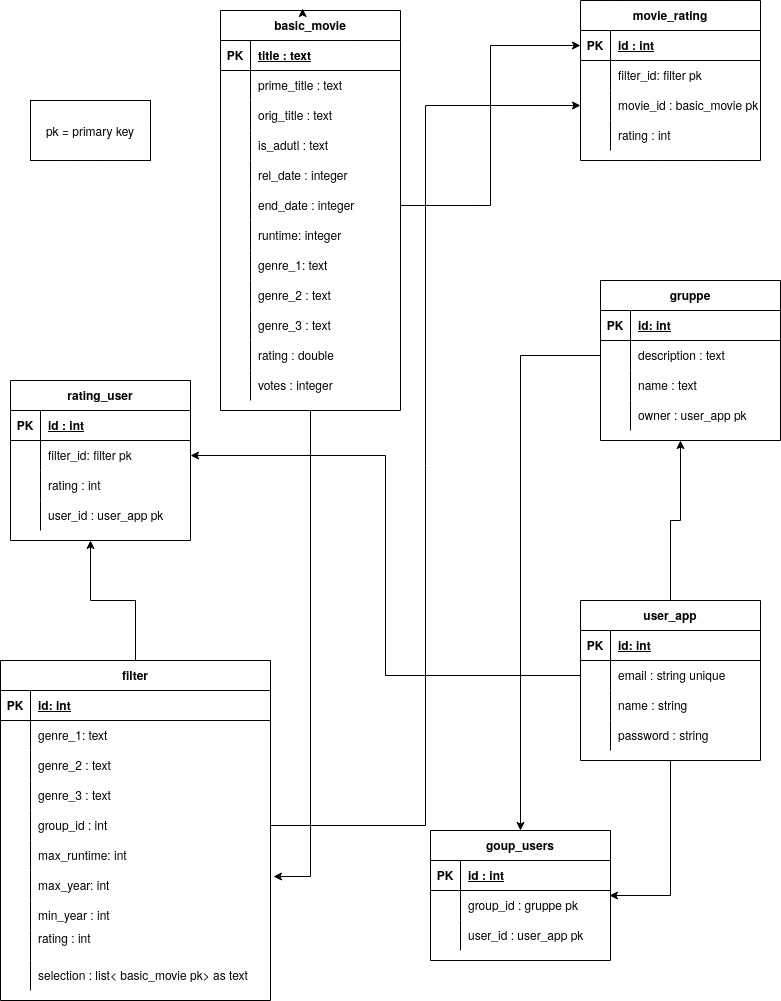 basic_movie
PK title : text
prime_title : text
orig_title : text
is_adutl : text
rel_date : integer
end_date : integer
runtime: integer
genre_1: text
genre_2 : text
genre_3 : text
rating : double
votes : integer
movie_rating
PK id : int
filter_id: filter pk
movie_id : basic_movie pk
rating : int
pk = primary key
gruppe
PK id: int
description : text
name : text
owner : user_app pk
rating_user
PK id : int
filter_id: filter pk
rating : int
user_id : user_app pk
user_app
PK id: int
email : string unique
name : string
password : string
filter
PK id: int
genre_1: text
genre_2 : text
genre_3 : text
group_id : int
max_runtime: int
max_year: int
min_year : int
rating : int
selection : list< basic_movie pk> as text
goup_users
PK id : int
group_id : gruppe pk
user_id : user_app pk